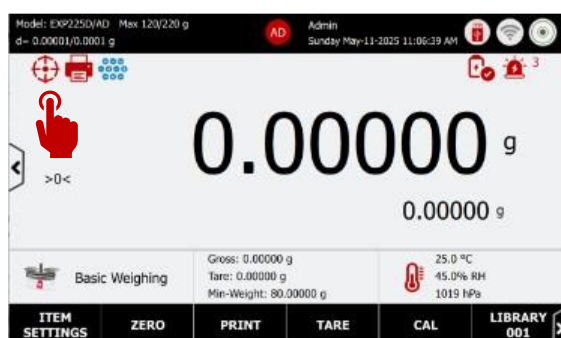 Model: EXP225D/AD Max 120/220 g
d= 0.00001/0.0001 g
AD
Admin
Sunday May-11-2025 11:06:39 AM
3
0.00000 g
>0<
0.00000 g
Basic Weighing
Gross: 0.00000 g
Tare: 0.00000 g
Min-Weight: 80.00000 g
25.0 °C
45.0% RH
1019 hPa
ITEM
SETTINGS
ZERO
PRINT
TARE
CAL
LIBRARY
001